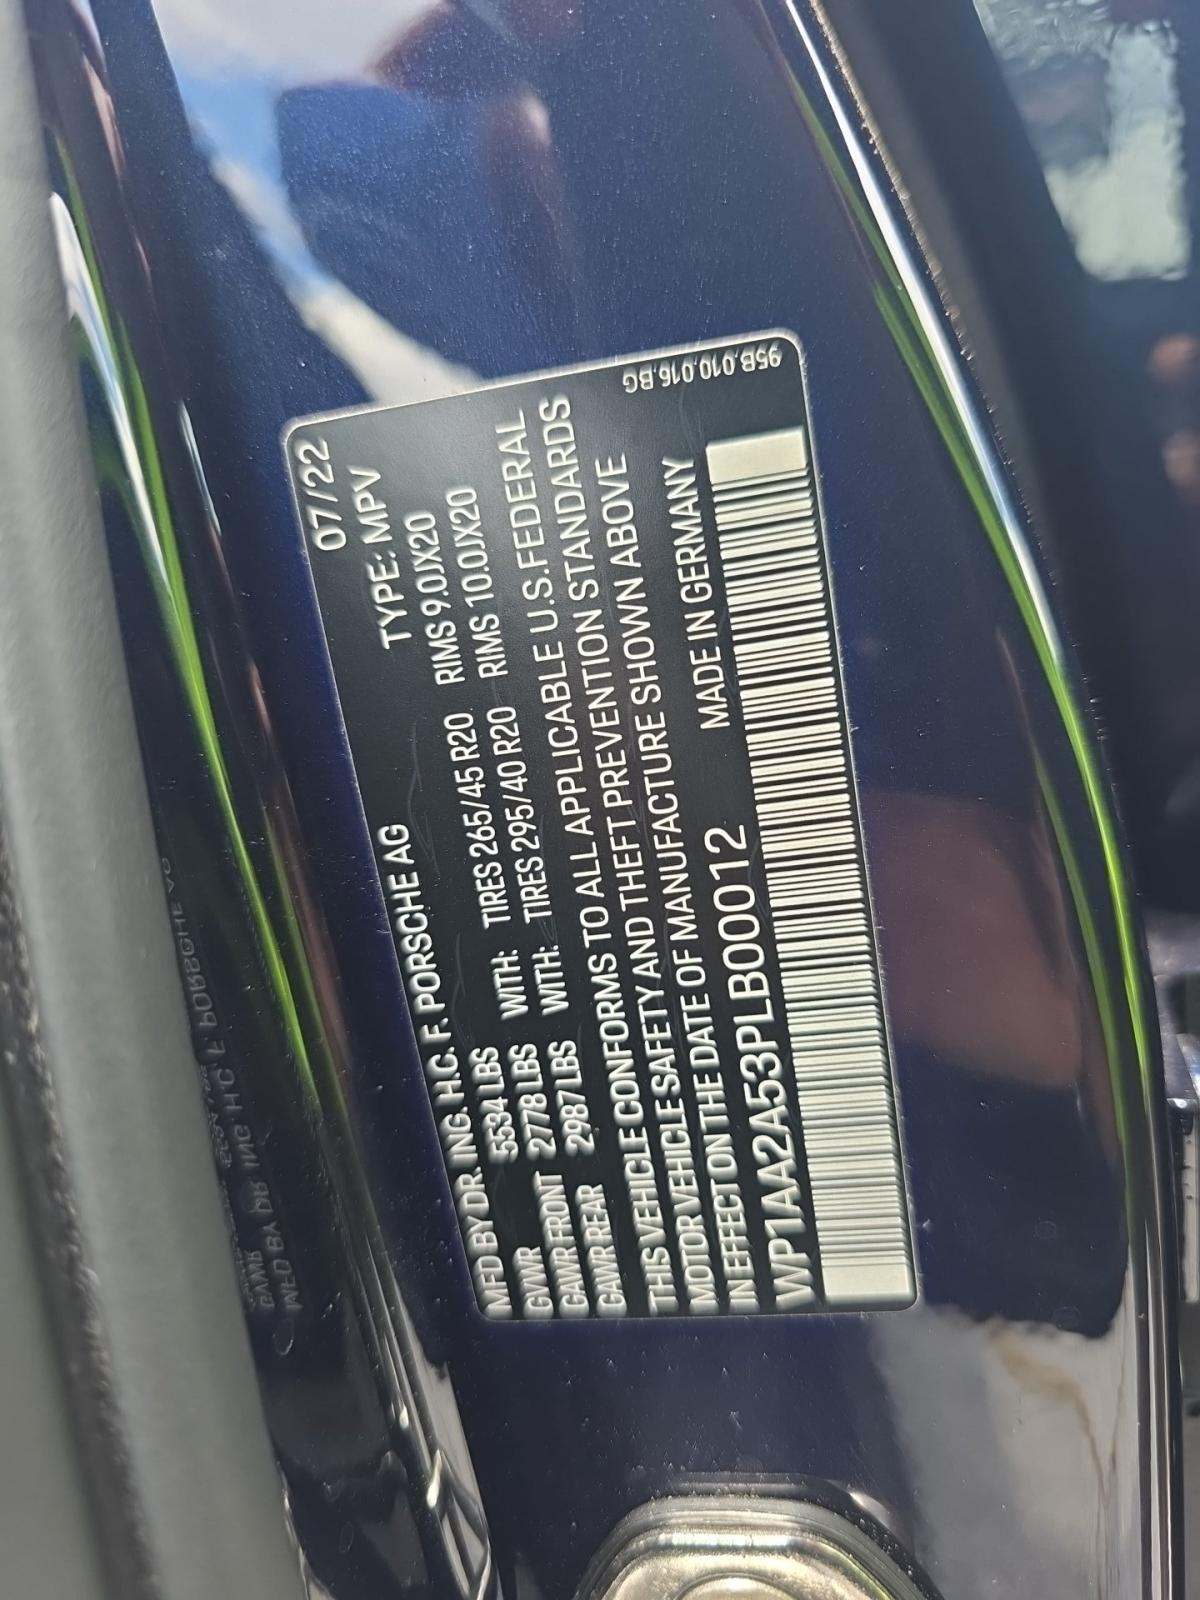 07/22
MFD BY DR. ING. H.C. F. PORSCHE AG TYPE: MPV
GVWR 5534 LBS WITH: TIRES 265/45 R20 RIMS 9.0JX20
GAWR FRONT 2778 LBS WITH: TIRES 295/40 R20 RIMS 10.0JX20
GAWR REAR 2987 LBS
THIS VEHICLE CONFORMS TO ALL APPLICABLE U.S. FEDERAL
MOTOR VEHICLE SAFETY AND THEFT PREVENTION STANDARDS
IN EFFECT ON THE DATE OF MANUFACTURE SHOWN ABOVE
WP1AA2A53PLB00012 MADE IN GERMANY
95B.010.016.BG